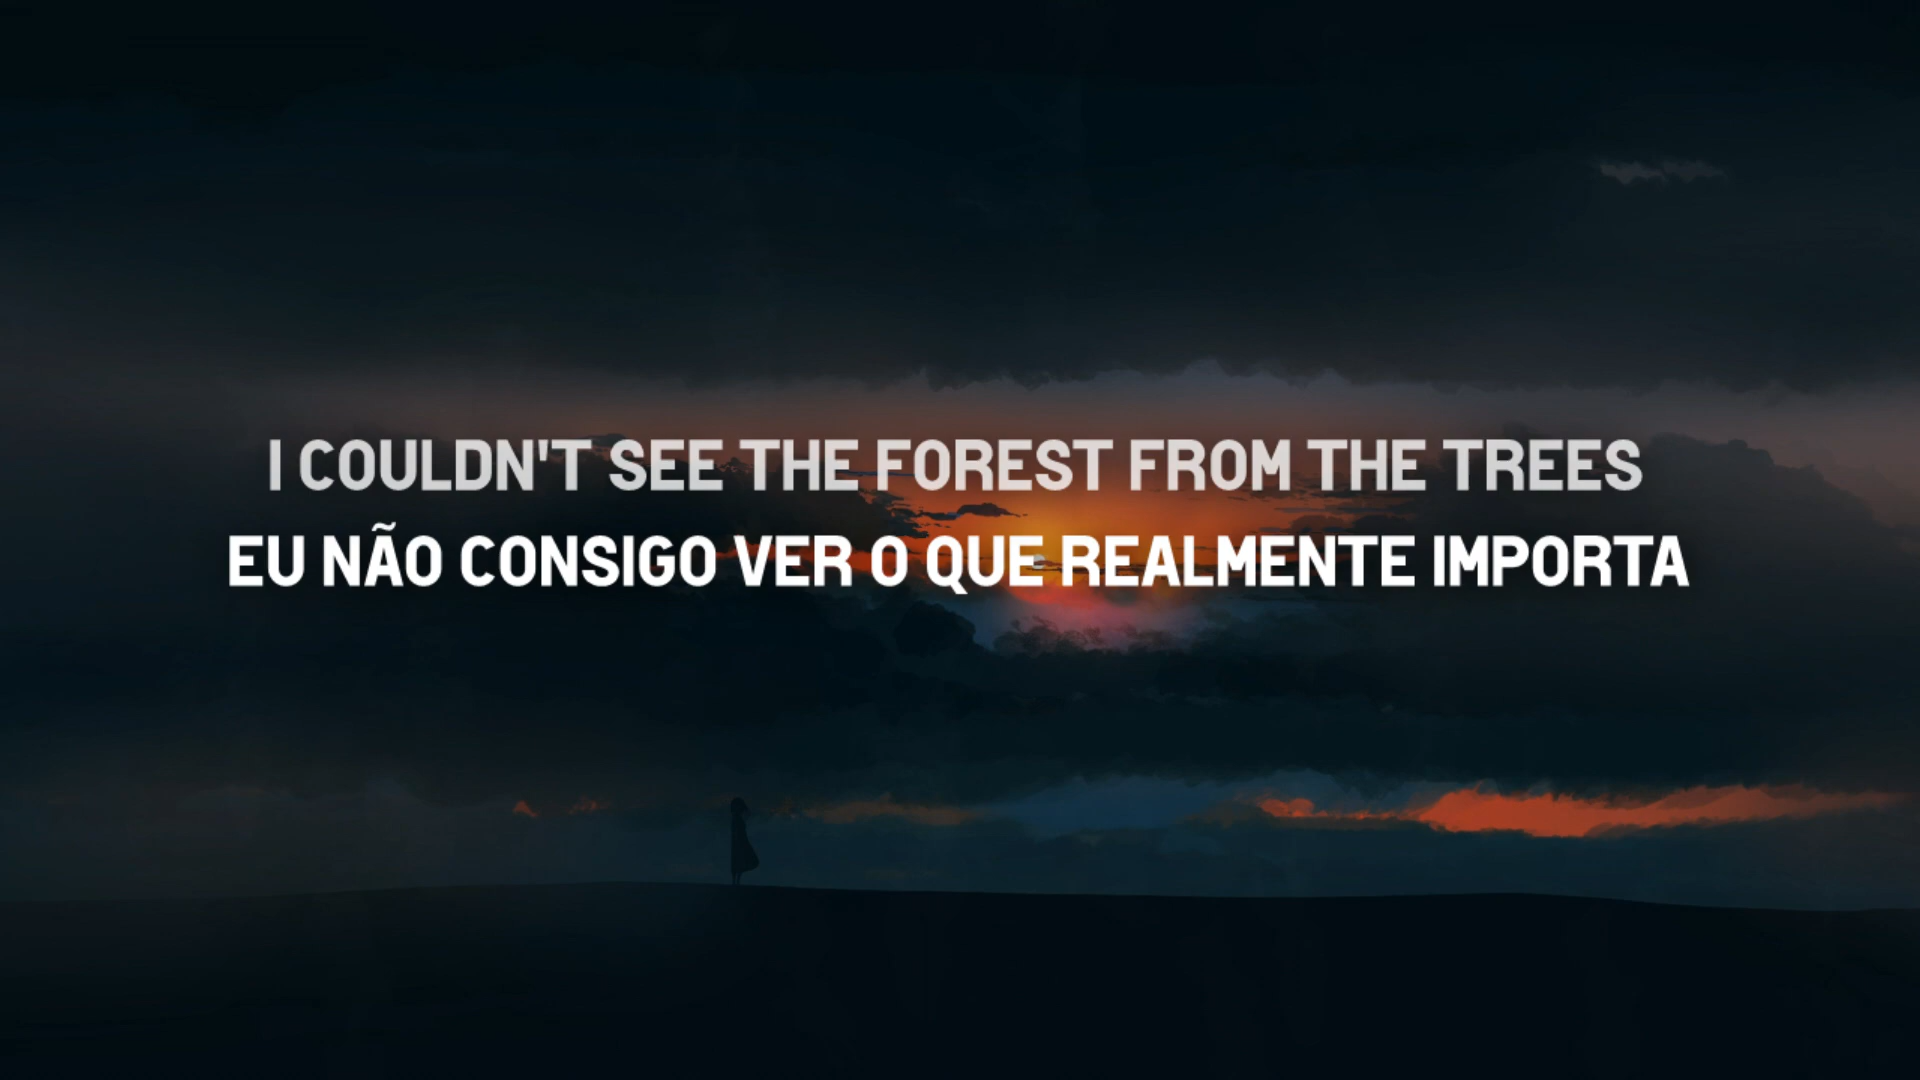 I COULDN'T SEE THE FOREST FROM THE TREES
EU NÃO CONSIGO VER O QUE REALMENTE IMPORTA